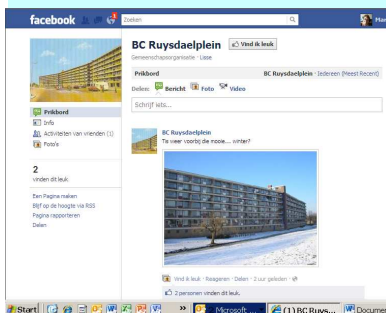 facebook
1
Zoeken
BC Ruysdaelplein
Vind ik leuk
Gemeenschapsorganisatie · Lisse
Prikbord
BC Ruysdaelplein · Iedereen (Meest Recent)
Delen: Bericht Foto Video
Schrijf iets...
Prikbord
Info
Activiteiten van vrienden (1)
Foto's
2
vinden dit leuk
Een Pagina maken
Blijf op de hoogte via RSS
Pagina rapporteren
Delen
BC Ruysdaelplein
Tis weer voorbij die mooie.... winter?
Vind ik leuk · Reageren · Delen · 2 uur geleden
2 personen vinden dit leuk.
Start
Microsoft ...
(1) BC Ruys...
Documen